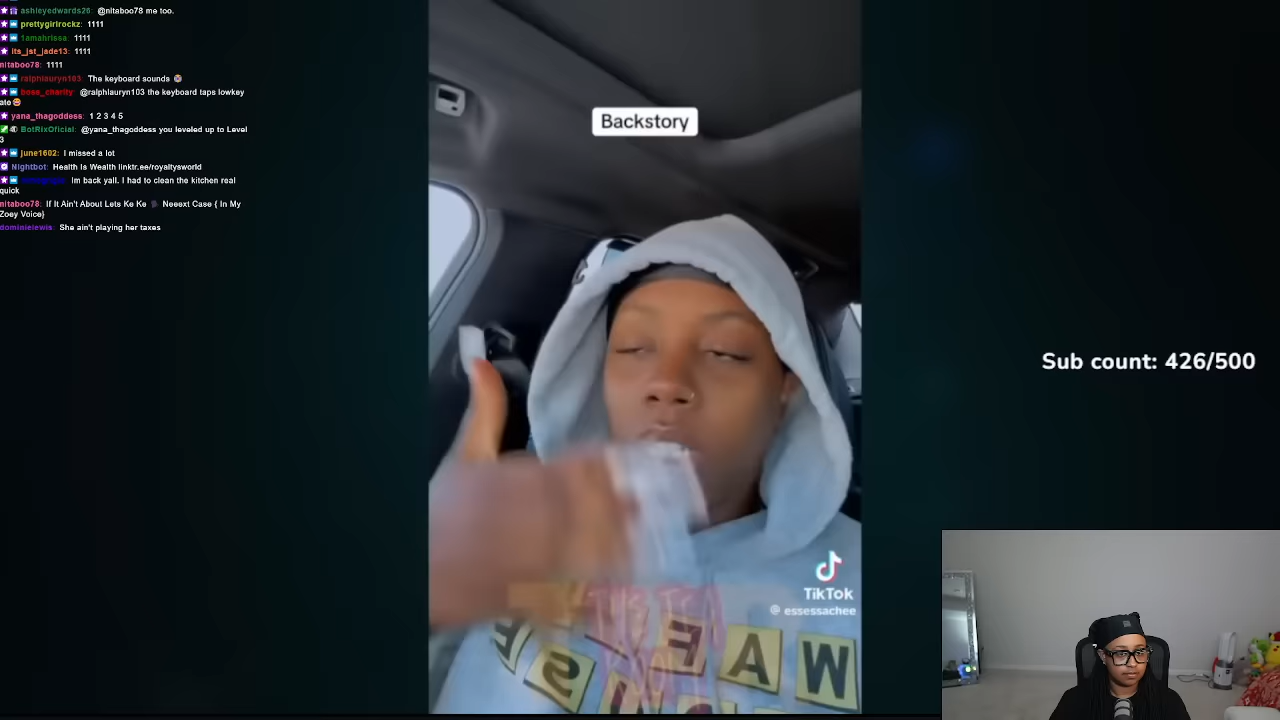 ashleyedwards26: @nitaboo78 me too.
prettygirlrockz: 1111
1amahrissa: 1111
its_jst_jade13: 1111
nitaboo78: 1111
ralphlauryn103: The keyboard sounds
boss_charity: @ralphlauryn103 the keyboard taps lowkey
ate
yana_thagoddess: 1 2 3 4 5
BotRixOficial: @yana_thagoddess you leveled up to Level
3
june1602: I missed a lot
Nightbot: Health Is Wealth linktr.ee/royaltysworld
Im back yall. I had to clean the kitchen real
quick
nitaboo78: If It Ain't About Lets Ke Ke Neeext Case { In My
Zoey Voice}
dominielewis: She ain't playing her taxes
Backstory
Sub count: 426/500
TikTok
@essessachee
WAE